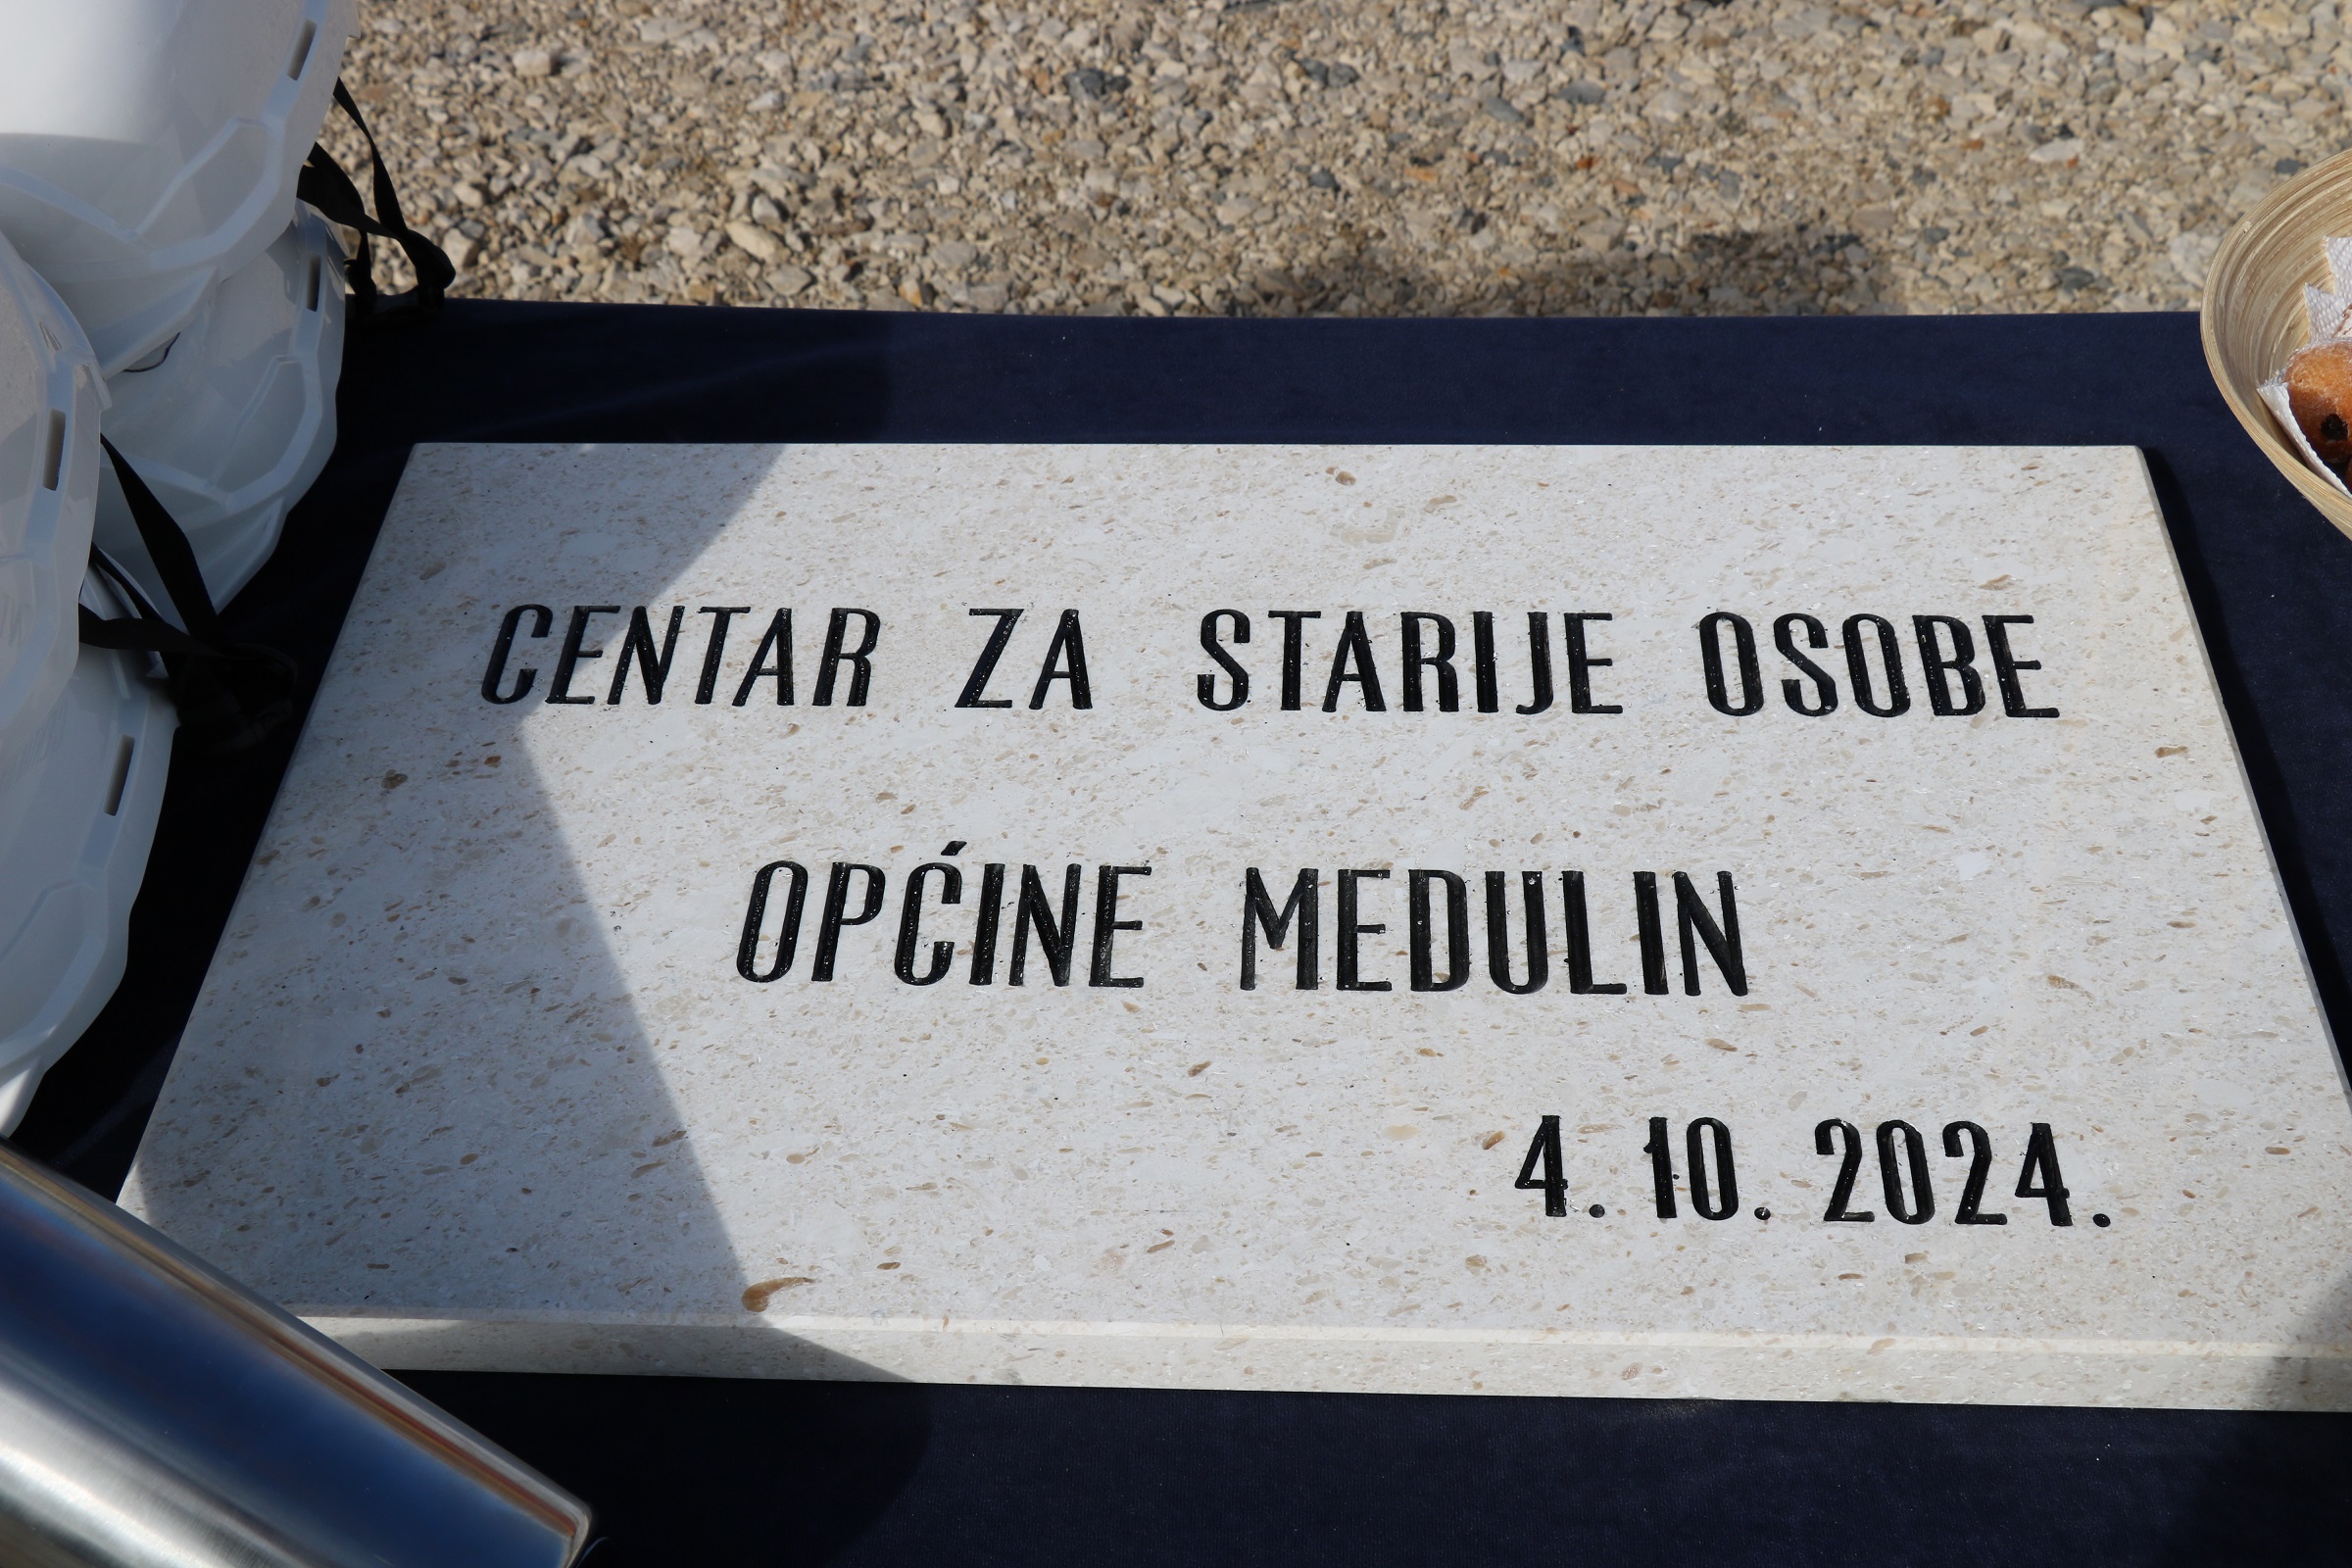 CENTAR ZA STARIJE OSOBE
OPĆINE MEDULIN
4. 10. 2024.